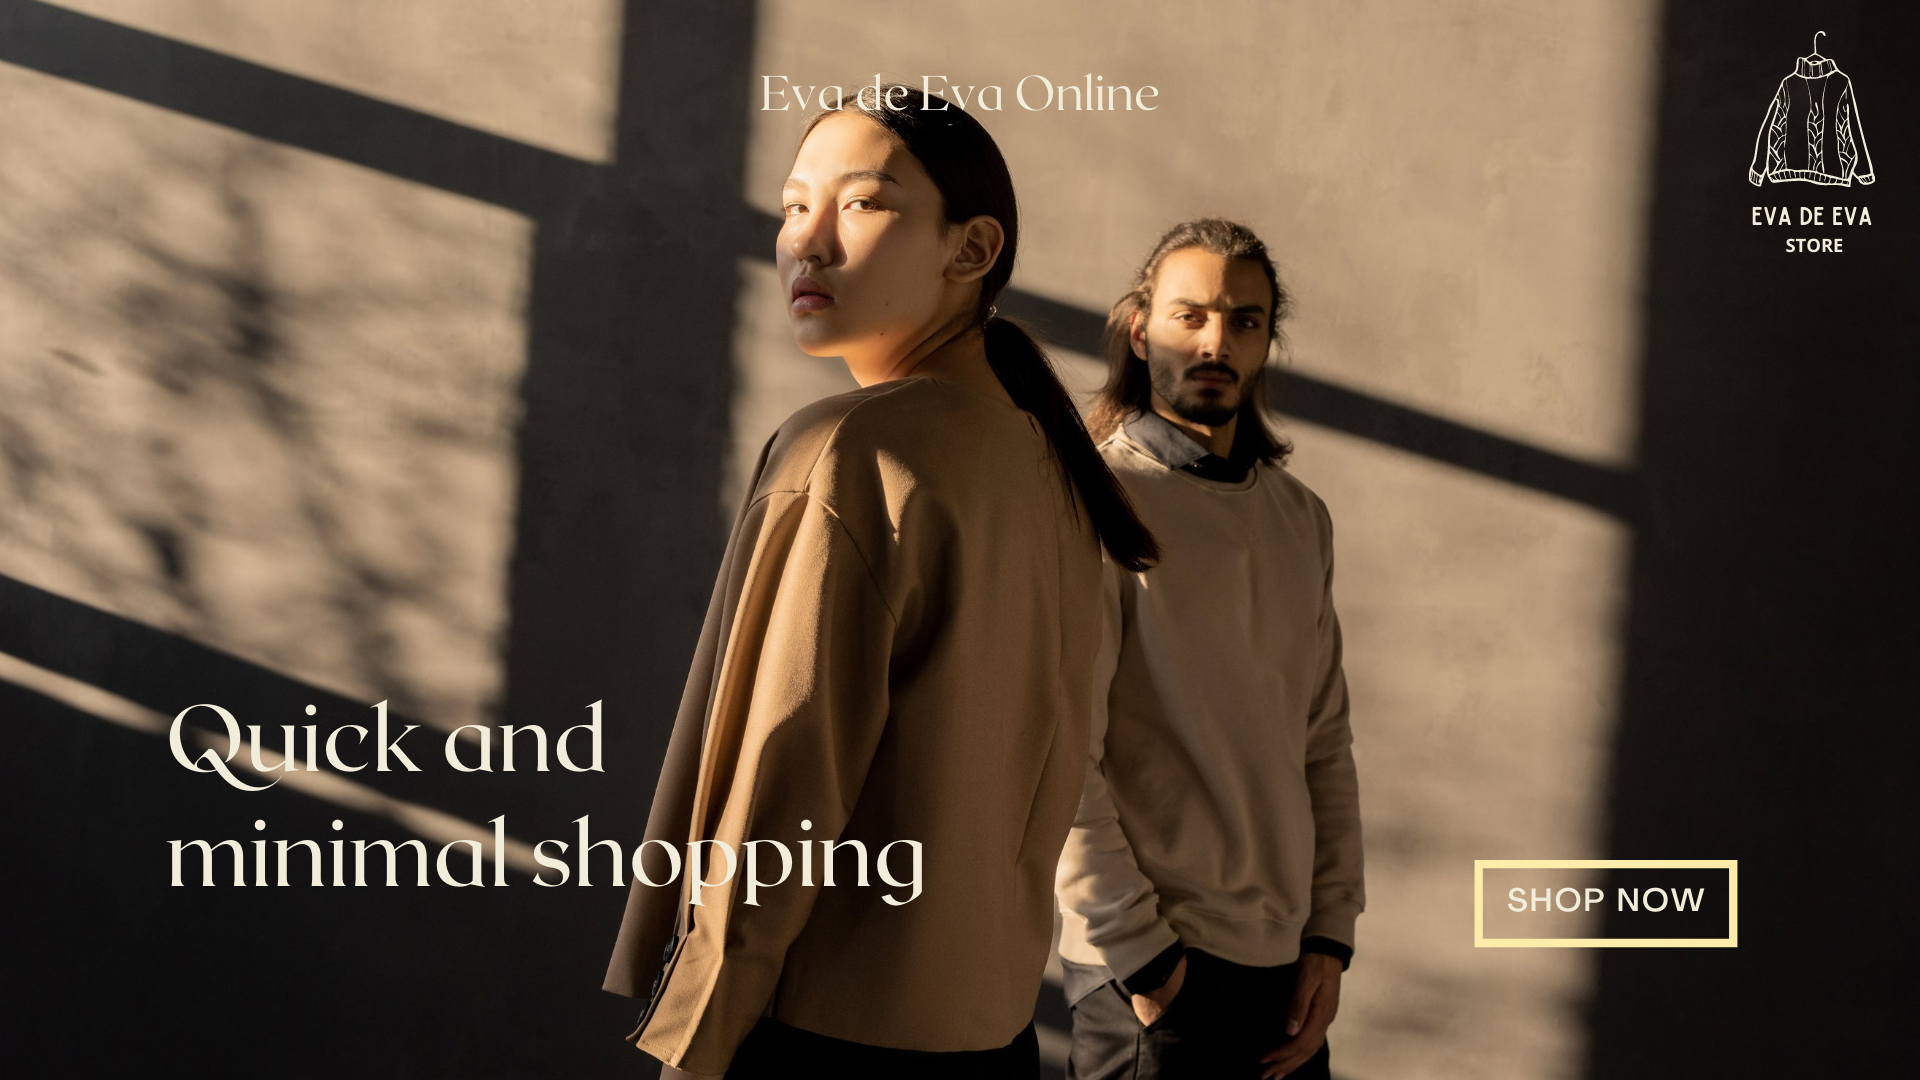 Eva de Eva Online
EVA DE EVA
STORE
Quick and
minimal shopping
SHOP NOW